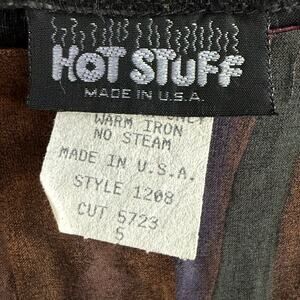 HOT STUFF
MADE IN U.S.A.
WARM IRON
NO STEAM
MADE IN U.S.A.
STYLE 1208
CUT 5723
5